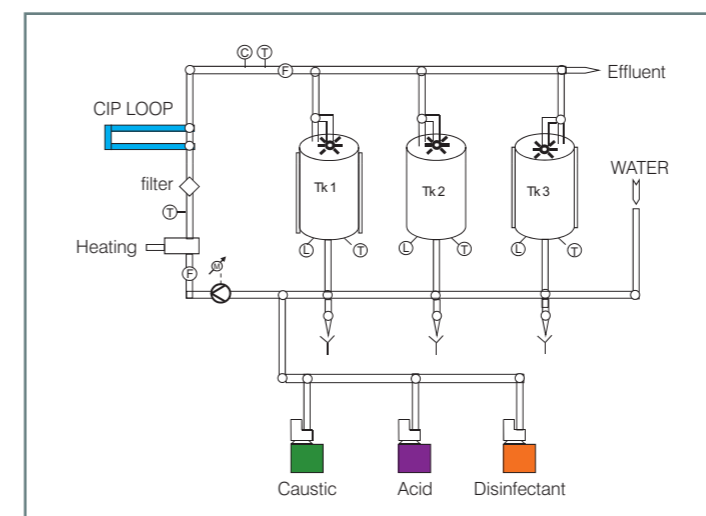 C T F
Effluent
CIP LOOP
WATER
filter
Tk 1 Tk 2 Tk 3
T
Heating
L T L T L T
M
F
Caustic Acid Disinfectant